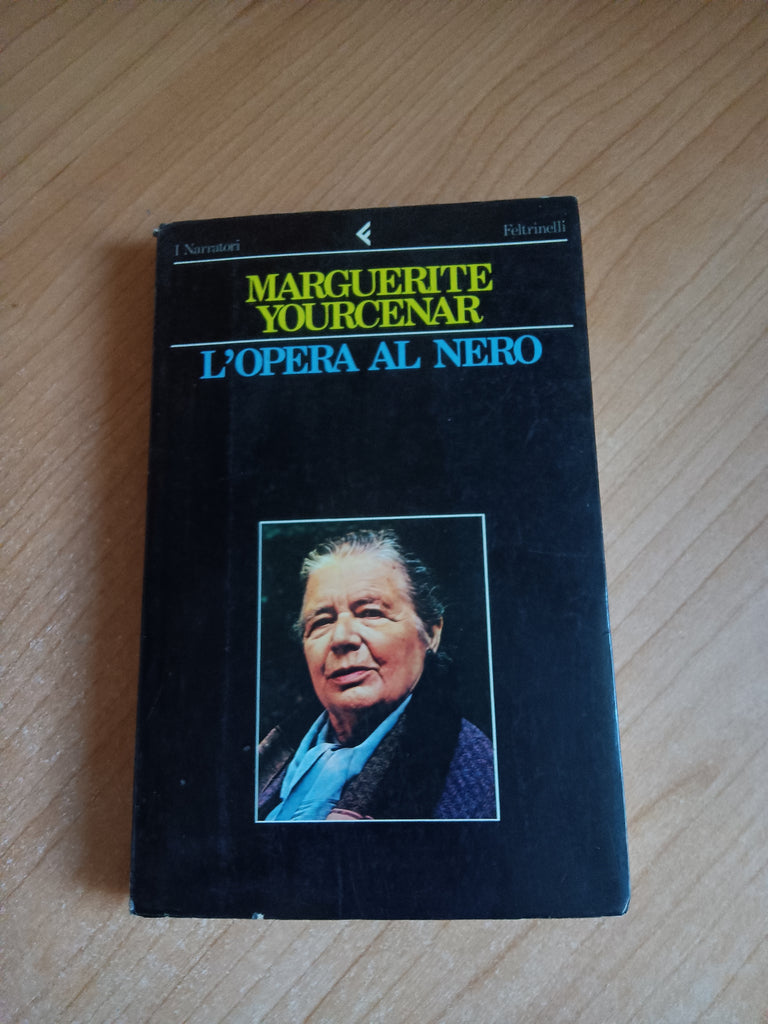 I Narratori
Feltrinelli
MARGUERITE
YOURCENAR
L'OPERA AL NERO